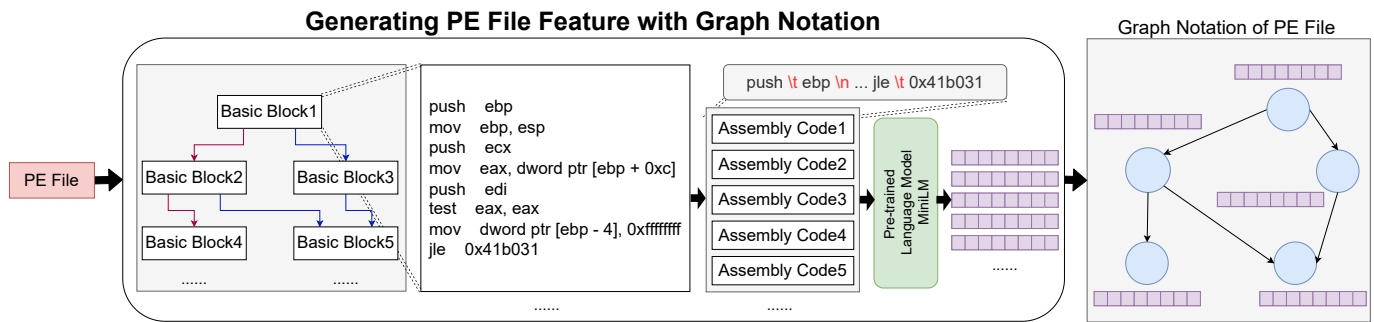 Generating PE File Feature with Graph Notation
Graph Notation of PE File
PE File
Basic Block1
Basic Block2
Basic Block3
Basic Block4
Basic Block5
......
......
push ebp
mov ebp, esp
push ecx
mov eax, dword ptr [ebp + 0xc]
push edi
test eax, eax
mov dword ptr [ebp - 4], 0xffffffff
jle 0x41b031
......
push \t ebp \n ... jle \t 0x41b031
Assembly Code1
Assembly Code2
Assembly Code3
Assembly Code4
Assembly Code5
......
Pre-trained
Language Model
MiniLM
......